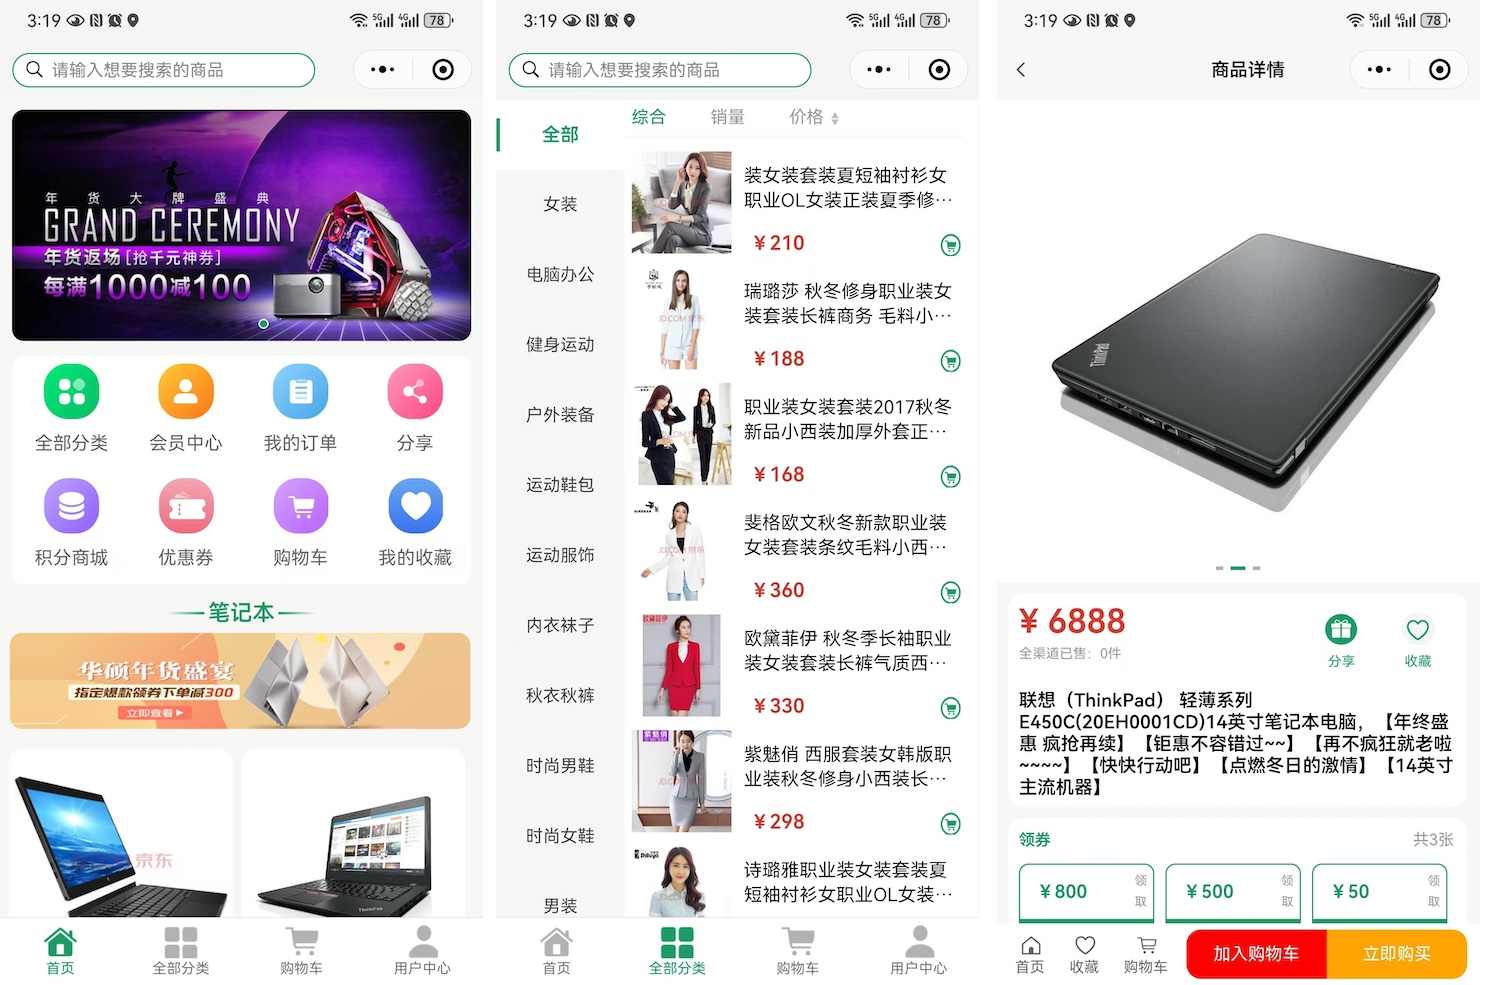 3:19
5G
4G
78
请输入想要搜索的商品
年货大牌盛典
GRAND CEREMONY
年货返场[抢千元神券]
每满1000减100
全部分类
会员中心
我的订单
分享
积分商城
优惠券
购物车
我的收藏
笔记本
华硕年货盛宴
指定爆款领券下单减300
立即查看
京东
ThinkPad
首页
全部分类
购物车
用户中心
3:19
5G
4G
78
请输入想要搜索的商品
全部
女装
电脑办公
健身运动
户外装备
运动鞋包
运动服饰
内衣袜子
秋衣秋裤
时尚男鞋
时尚女鞋
男装
综合
销量
价格
装女装套装夏短袖衬衫女
职业OL女装正装夏季修…
¥210
瑞璐莎 秋冬修身职业装女
装套装长裤商务 毛料小…
¥188
JD.COM 京东
职业装女装套装2017秋冬
新品小西装加厚外套正…
¥168
斐格欧文秋冬新款职业装
女装套装条纹毛料小西…
¥360
JD.COM 京东
欧黛菲伊 秋冬季长袖职业
装女装套装长裤气质西…
¥330
欧黛菲伊
紫魅俏 西服套装女韩版职
业装秋冬修身小西装长…
¥298
紫魅俏
诗璐雅职业装女装套装夏
短袖衬衫女职业OL女装…
首页
全部分类
购物车
用户中心
3:19
5G
4G
78
商品详情
ThinkPad
¥ 6888
全渠道已售：0件
分享
收藏
联想（ThinkPad） 轻薄系列
E450C(20EH0001CD)14英寸笔记本电脑，【年终盛
惠 疯抢再续】【钜惠不容错过~~】【再不疯狂就老啦
~~~~】【快快行动吧】【点燃冬日的激情】【14英寸
主流机器】
领券
共3张
¥800
领取
¥500
领取
¥50
领取
首页
收藏
购物车
加入购物车
立即购买